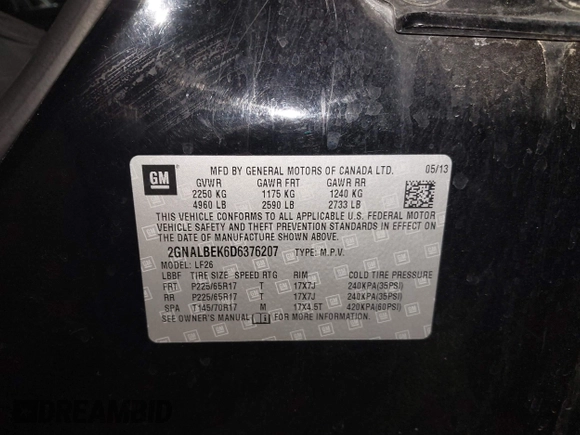 GM
MFD BY GENERAL MOTORS OF CANADA LTD. 05/13
GVWR GAWR FRT GAWR RR
2250 KG 1175 KG 1240 KG
4960 LB 2590 LB 2733 LB
THIS VEHICLE CONFORMS TO ALL APPLICABLE U.S. FEDERAL MOTOR
VEHICLE SAFETY AND THEFT PREVENTION STANDARDS IN EFFECT ON
THE DATE OF MANUFACTURE SHOWN ABOVE.
2GNALBEK6D6376207 TYPE: M.P.V.
MODEL: LF26
LBBF TIRE SIZE SPEED RTG RIM COLD TIRE PRESSURE
FRT P225/65R17 T 17X7J 240KPA(35PSI)
RR P225/65R17 T 17X7J 240KPA(35PSI)
SPA T145/70R17 M 17X4.5T 420KPA(60PSI)
SEE OWNER'S MANUAL FOR MORE INFORMATION.
DREAMBID